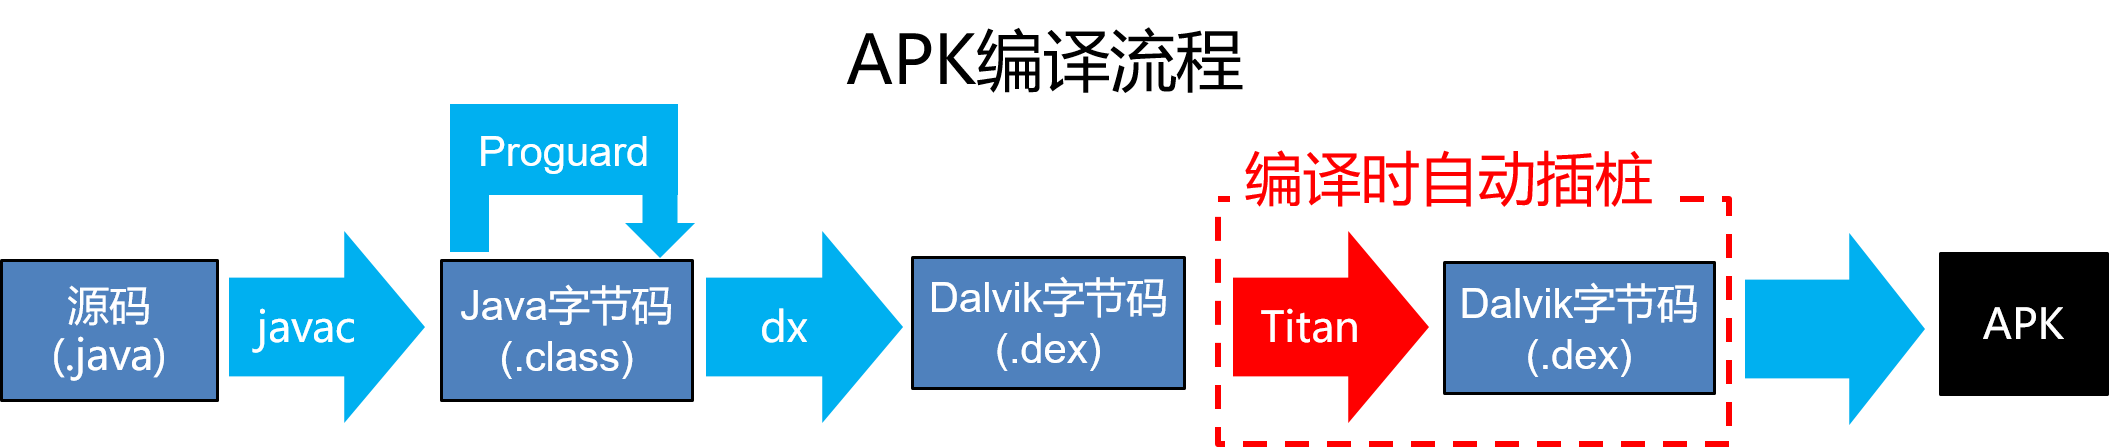 APK编译流程
Proguard
编译时自动插桩
源码
(.java)
javac
Java字节码
(.class)
dx
Dalvik字节码
(.dex)
Titan
Dalvik字节码
(.dex)
APK